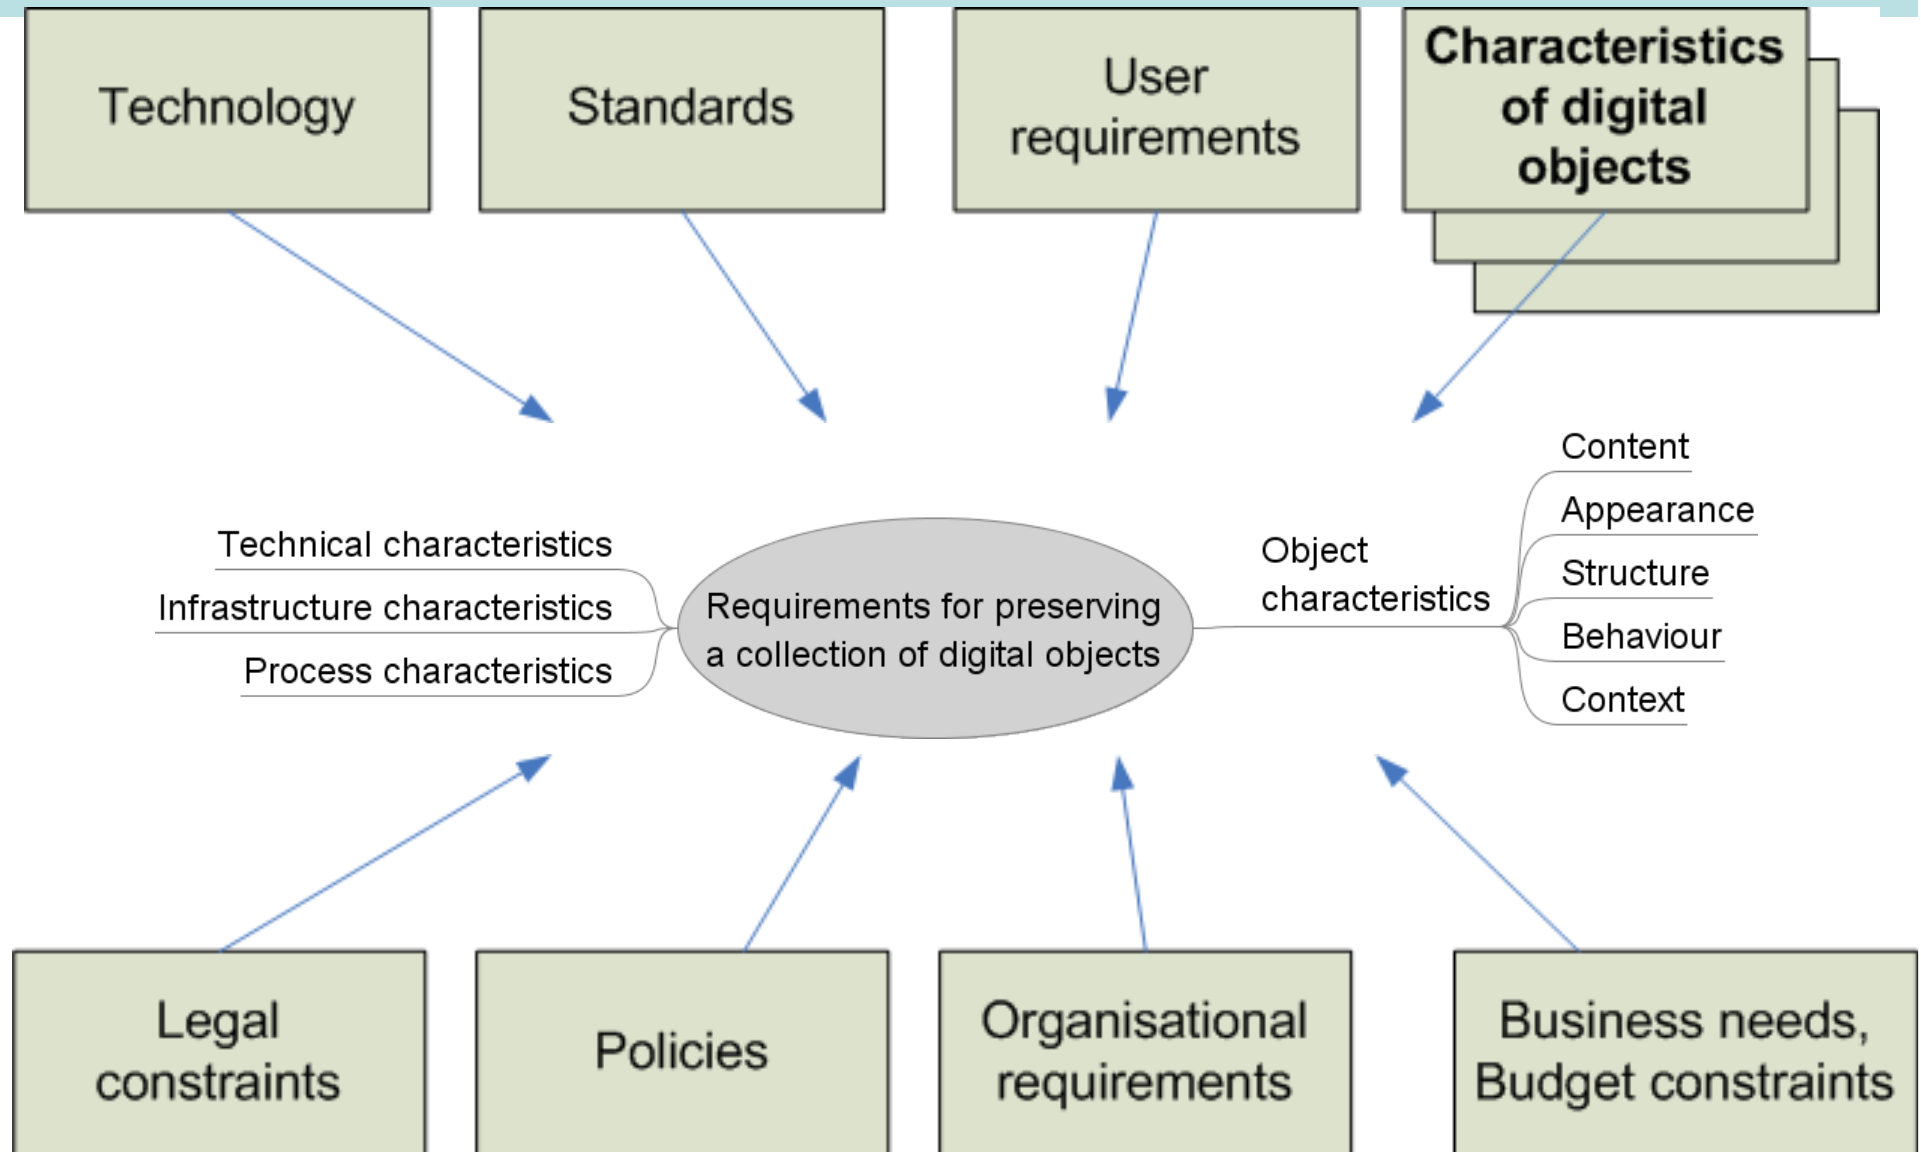 Technology
Standards
User
requirements
Characteristics
of digital
objects
Technical characteristics
Infrastructure characteristics
Process characteristics
Requirements for preserving
a collection of digital objects
Object
characteristics
Content
Appearance
Structure
Behaviour
Context
Legal
constraints
Policies
Organisational
requirements
Business needs,
Budget constraints